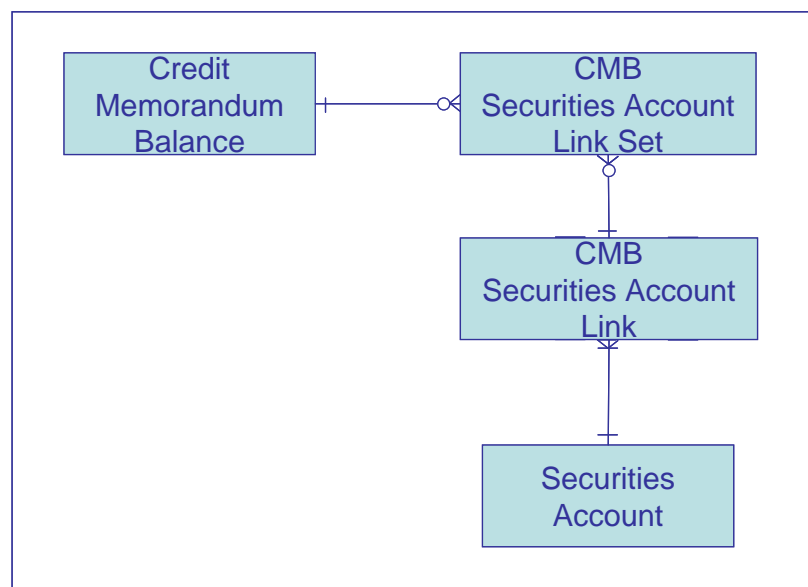 Credit
Memorandum
Balance
CMB
Securities Account
Link Set
CMB
Securities Account
Link
Securities
Account